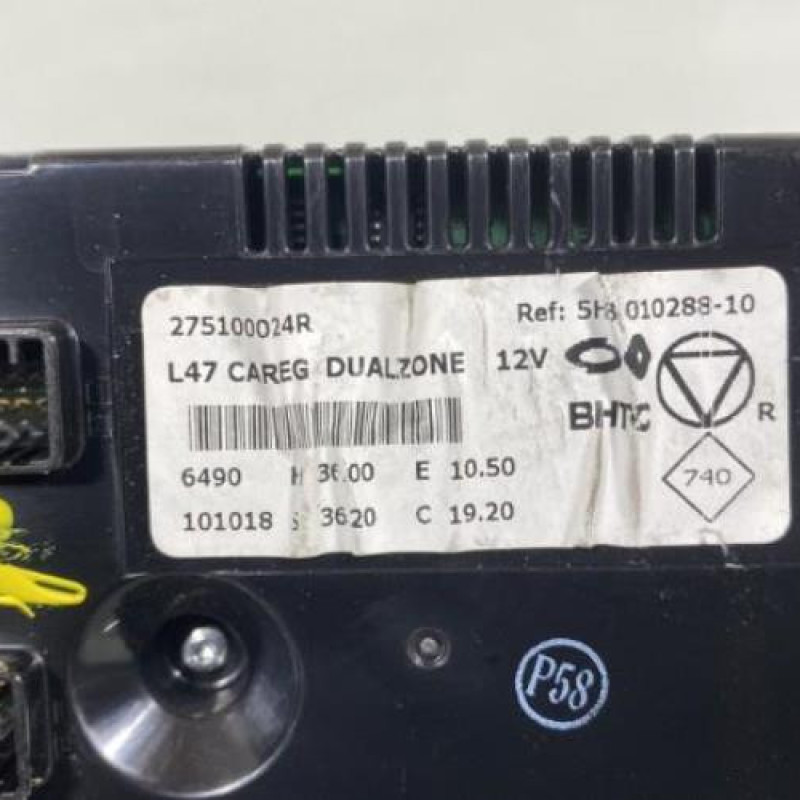 275100024R
Ref: 5HB 010288-10
L47 CAREG DUALZONE 12V
BHTC
R
6490 H 36.00 E 10.50
740
101018 S 3620 C 19.20
P58